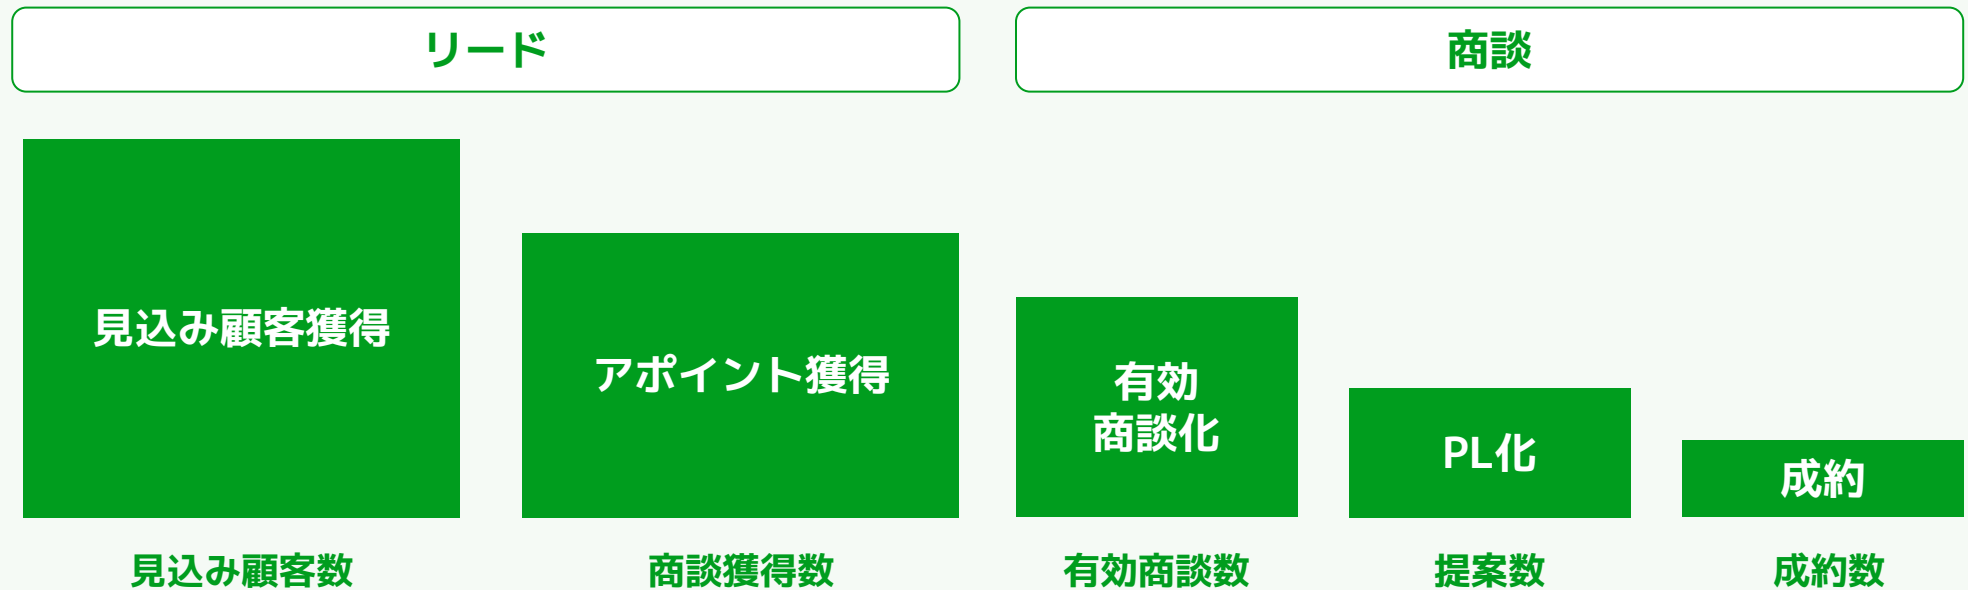 リード
商談
見込み顧客獲得
アポイント獲得
有効
商談化
PL化
成約
見込み顧客数
商談獲得数
有効商談数
提案数
成約数